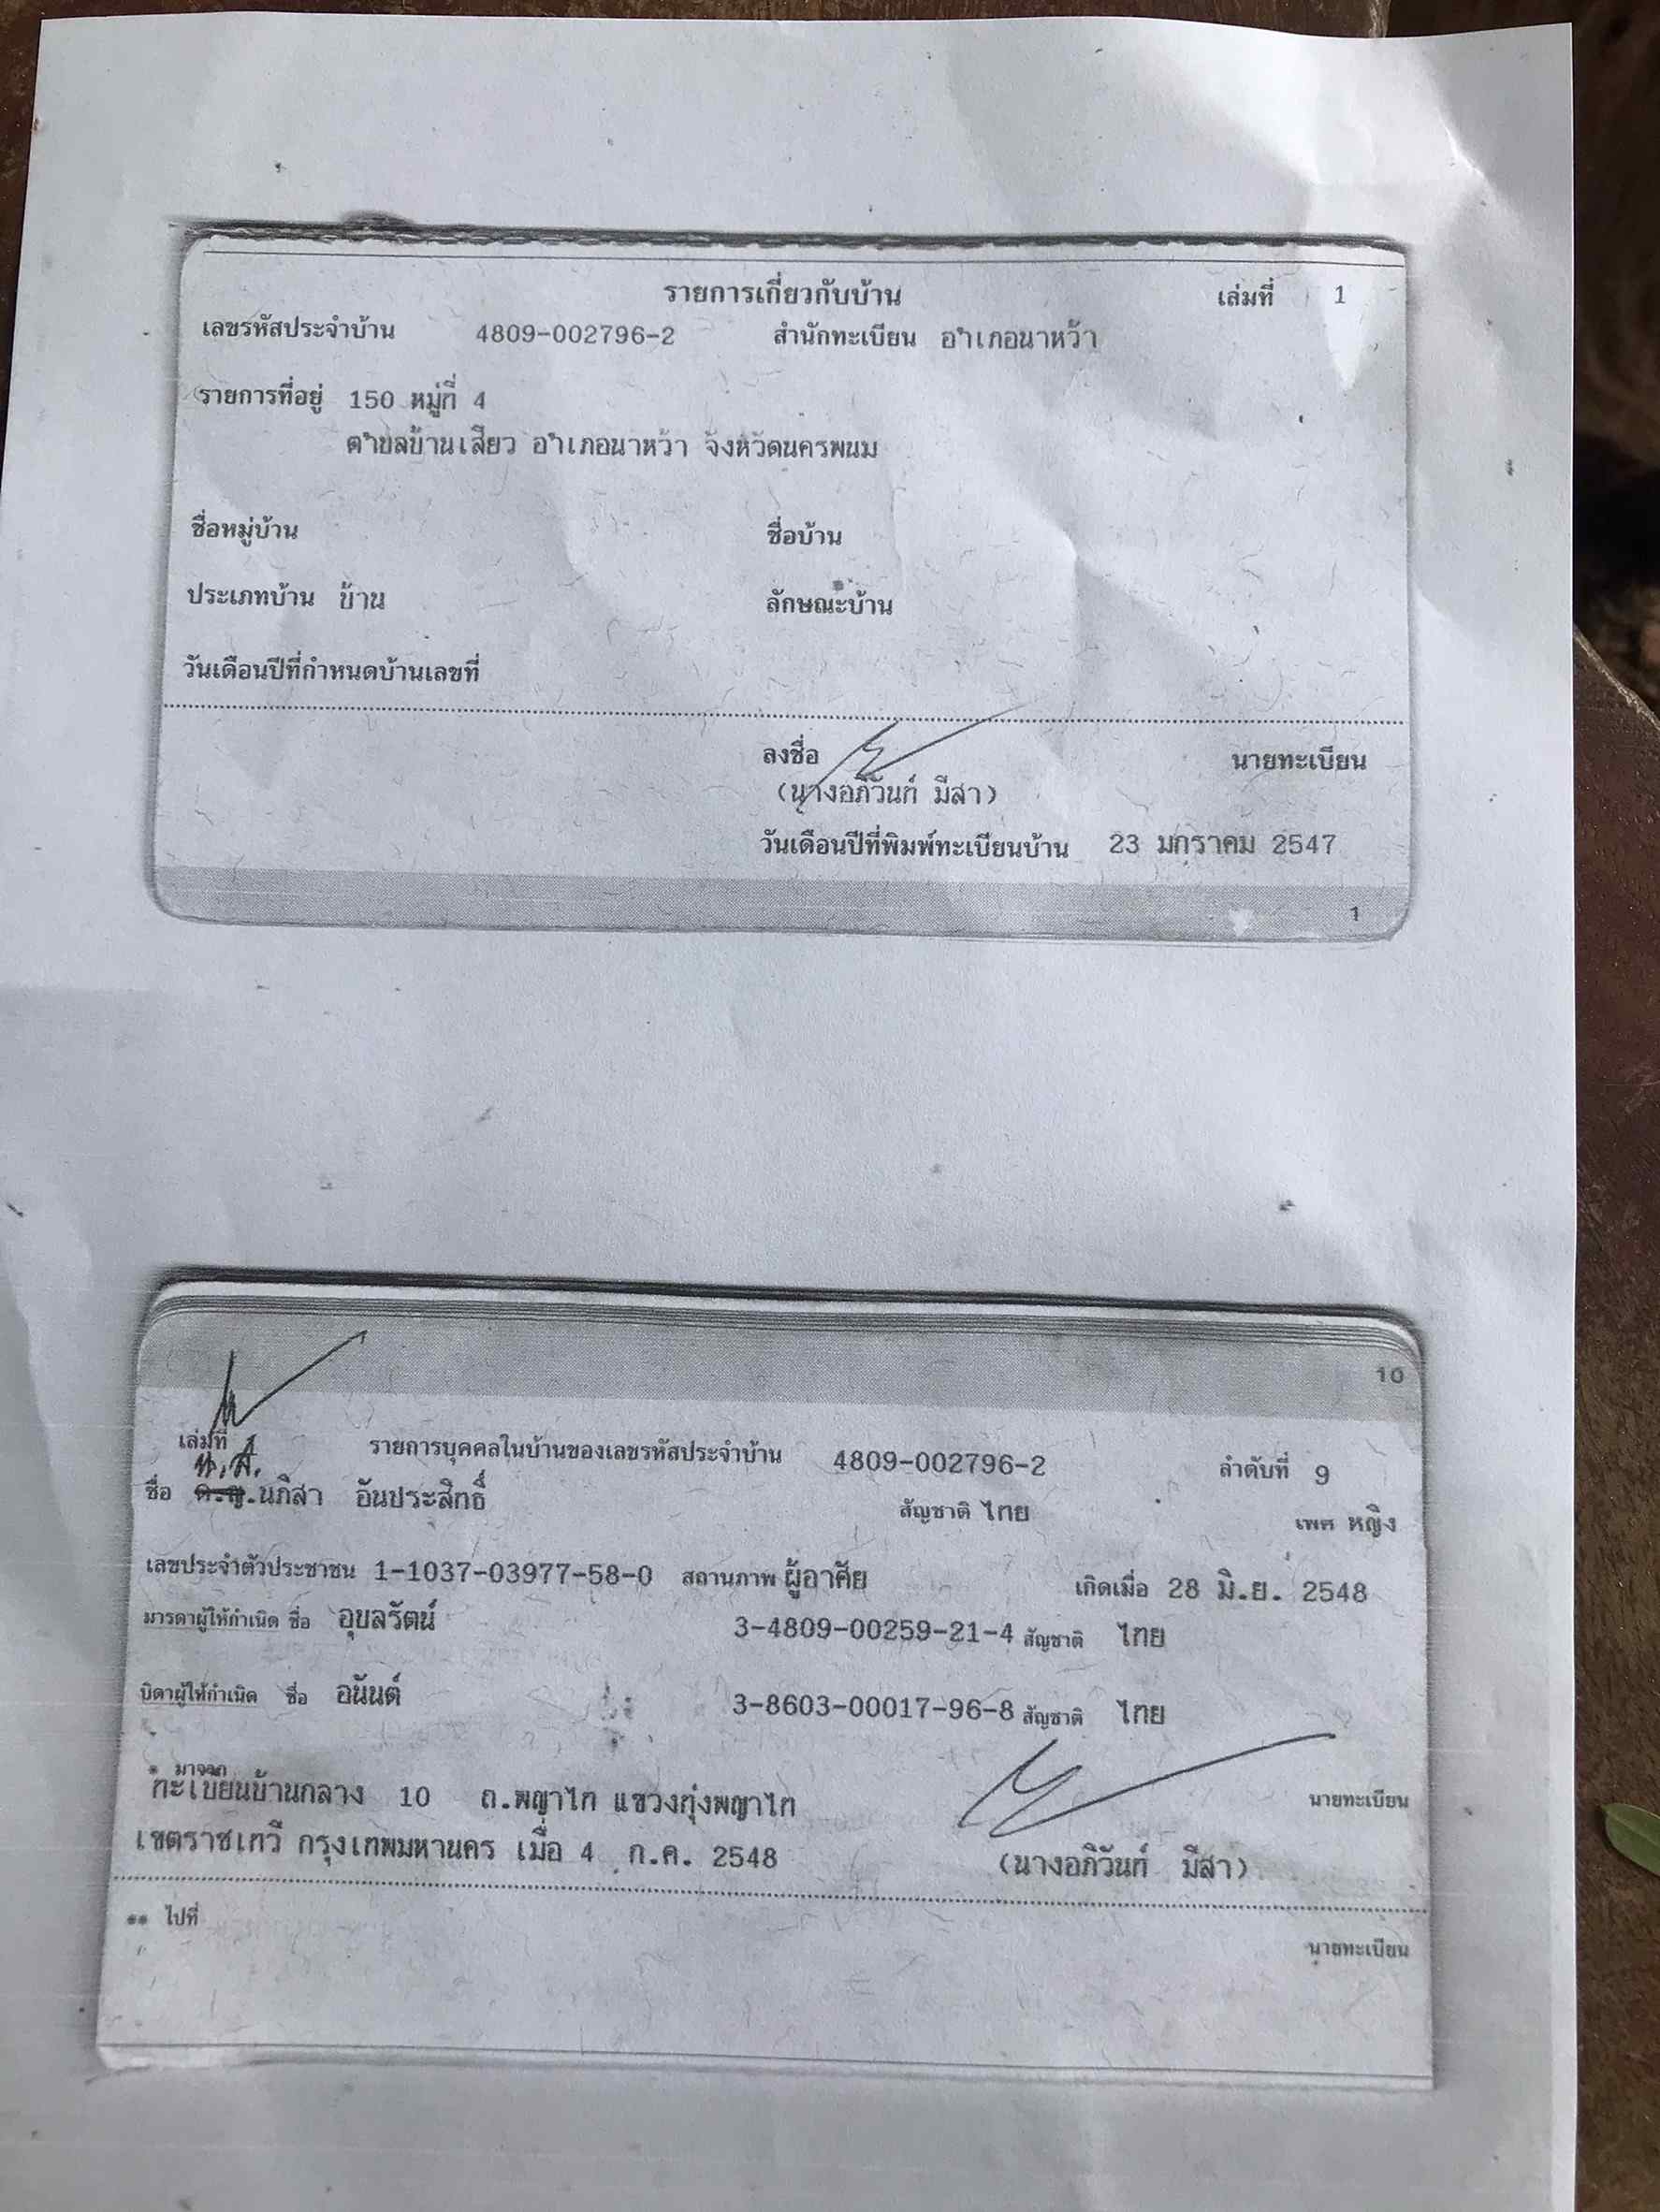 รายการเกี่ยวกับบ้าน เล่มที่ 1
เลขรหัสประจำบ้าน 4809-002796-2 สำนักทะเบียน อำเภอนาหว้า
รายการที่อยู่ 150 หมู่ที่ 4
ตำบลบ้านเสียว อำเภอนาหว้า จังหวัดนครพนม
ชื่อหมู่บ้าน ชื่อบ้าน
ประเภทบ้าน บ้าน ลักษณะบ้าน
วันเดือนปีที่กำหนดบ้านเลขที่
ลงชื่อ นายทะเบียน
(นางอภิวันท์ มีสา)
วันเดือนปีที่พิมพ์ทะเบียนบ้าน 23 มกราคม 2547
1
10
เล่มที่ 1 รายการบุคคลในบ้านของเลขรหัสประจำบ้าน 4809-002796-2 ลำดับที่ 9
น.ส.
ชื่อ ด.ญ.นภิสา อันประสิทธิ์ สัญชาติ ไทย เพศ หญิง
เลขประจำตัวประชาชน 1-1037-03977-58-0 สถานภาพ ผู้อาศัย เกิดเมื่อ 28 มิ.ย. 2548
มารดาผู้ให้กำเนิด ชื่อ อุบลรัตน์ 3-4809-00259-21-4 สัญชาติ ไทย
บิดาผู้ให้กำเนิด ชื่อ อนันต์ 3-8603-00017-96-8 สัญชาติ ไทย
* มาจาก
ทะเบียนบ้านกลาง 10 ถ.พญาไท แขวงทุ่งพญาไท นายทะเบียน
เขตราชเทวี กรุงเทพมหานคร เมื่อ 4 ก.ค. 2548 (นางอภิวันท์ มีสา)
** ไปที่
นายทะเบียน